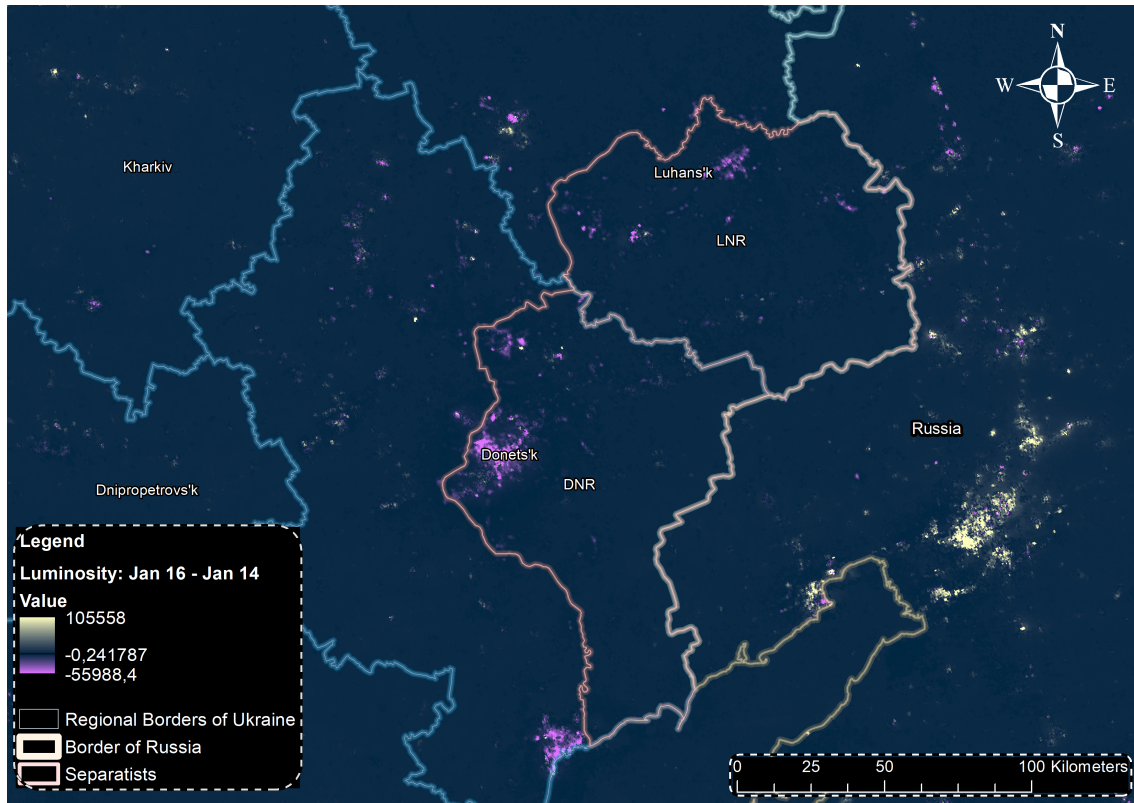 N
W E
S
Kharkiv
Luhans'k
LNR
Russia
Donets'k
DNR
Dnipropetrovs'k
Legend
Luminosity: Jan 16 - Jan 14
Value
105558
-0,241787
-55988,4
Regional Borders of Ukraine
Border of Russia
Separatists
0 25 50 100 Kilometers